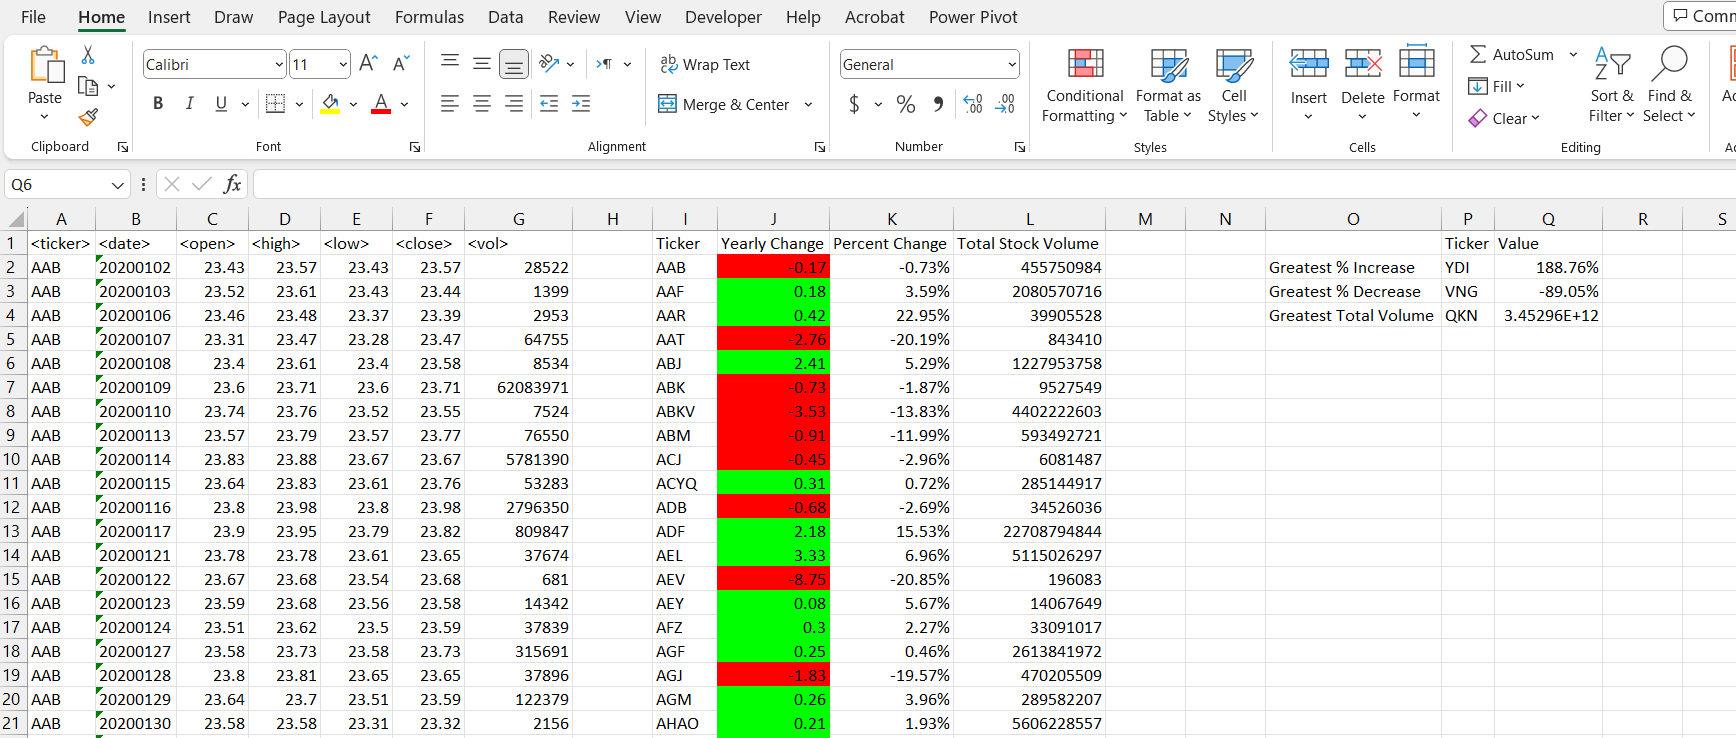 File Home Insert Draw Page Layout Formulas Data Review View Developer Help Acrobat Power Pivot
Calibri 11 Wrap Text General AutoSum
Paste Conditional Format as Cell Insert Delete Format Fill Sort & Find &
B I U A Merge & Center $ % Formatting Table Styles Clear Filter Select
Clipboard Font Alignment Number Styles Cells Editing
Q6 fx
A B C D E F G H I J K L M N O P Q R S
1 <ticker> <date> <open> <high> <low> <close> <vol> Ticker Yearly Change Percent Change Total Stock Volume Ticker Value
2 AAB 20200102 23.43 23.57 23.43 23.57 28522 AAB -0.17 -0.73% 455750984 Greatest % Increase YDI 188.76%
3 AAB 20200103 23.52 23.61 23.43 23.44 1399 AAF 0.18 3.59% 2080570716 Greatest % Decrease VNG -89.05%
4 AAB 20200106 23.46 23.48 23.37 23.39 2953 AAR 0.42 22.95% 39905528 Greatest Total Volume QKN 3.45296E+12
5 AAB 20200107 23.31 23.47 23.28 23.47 64755 AAT -2.76 -20.19% 843410
6 AAB 20200108 23.4 23.61 23.4 23.58 8534 ABJ 2.41 5.29% 1227953758
7 AAB 20200109 23.6 23.71 23.6 23.71 62083971 ABK -0.73 -1.87% 9527549
8 AAB 20200110 23.74 23.76 23.52 23.55 7524 ABKV -3.53 -13.83% 4402222603
9 AAB 20200113 23.57 23.79 23.57 23.77 76550 ABM -0.91 -11.99% 593492721
10 AAB 20200114 23.83 23.88 23.67 23.67 5781390 ACJ -0.45 -2.96% 6081487
11 AAB 20200115 23.64 23.83 23.61 23.76 53283 ACYQ 0.31 0.72% 285144917
12 AAB 20200116 23.8 23.98 23.8 23.98 2796350 ADB -0.68 -2.69% 34526036
13 AAB 20200117 23.9 23.95 23.79 23.82 809847 ADF 2.18 15.53% 22708794844
14 AAB 20200121 23.78 23.78 23.61 23.65 37674 AEL 3.33 6.96% 5115026297
15 AAB 20200122 23.67 23.68 23.54 23.68 681 AEV -8.75 -20.85% 196083
16 AAB 20200123 23.59 23.68 23.56 23.58 14342 AEY 0.08 5.67% 14067649
17 AAB 20200124 23.51 23.62 23.5 23.59 37839 AFZ 0.3 2.27% 33091017
18 AAB 20200127 23.58 23.73 23.58 23.73 315691 AGF 0.25 0.46% 2613841972
19 AAB 20200128 23.8 23.81 23.65 23.65 37896 AGJ -1.83 -19.57% 470205509
20 AAB 20200129 23.64 23.7 23.51 23.59 122379 AGM 0.26 3.96% 289582207
21 AAB 20200130 23.58 23.58 23.31 23.32 2156 AHAO 0.21 1.93% 5606228557